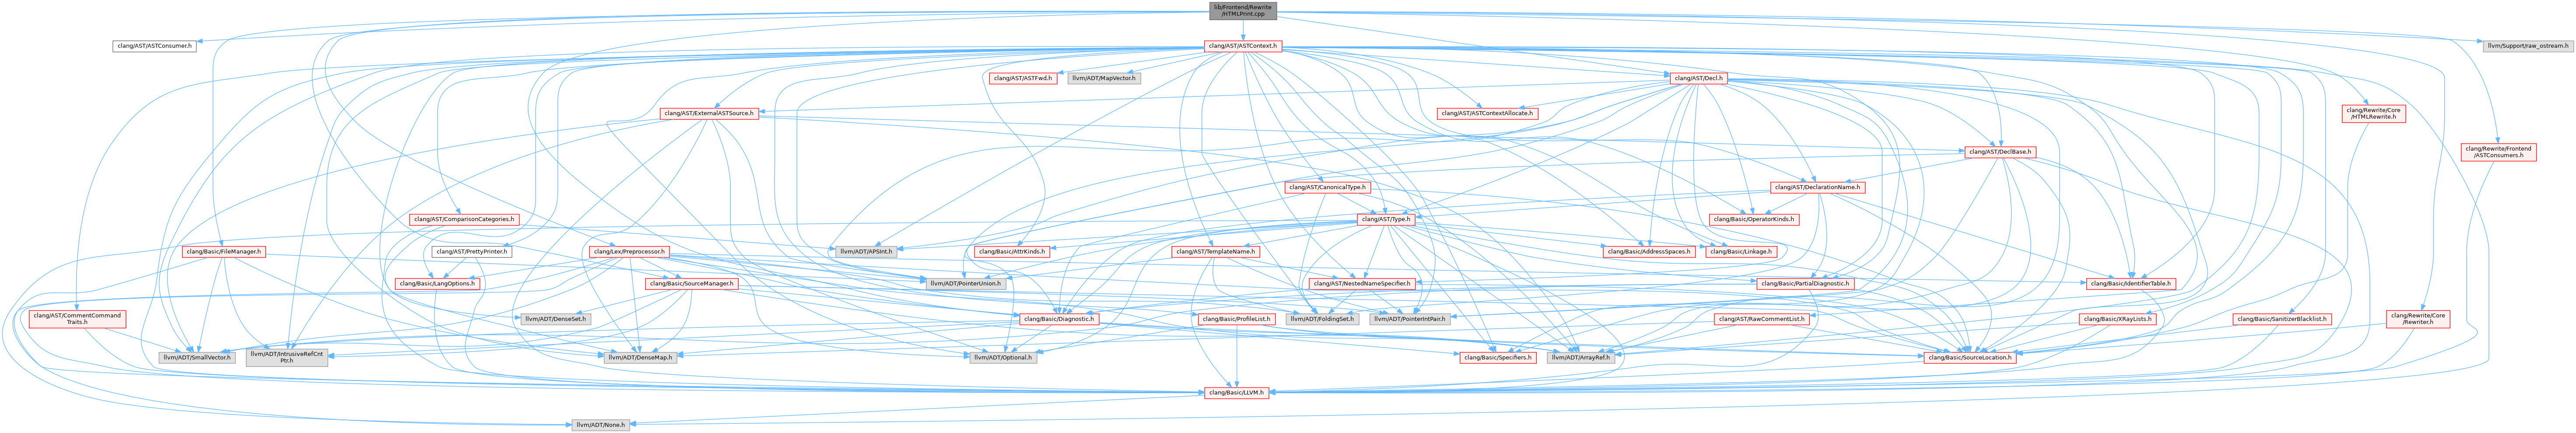 lib/Frontend/Rewrite
/HTMLPrint.cpp
clang/AST/ASTConsumer.h
clang/AST/ASTContext.h
llvm/Support/raw_ostream.h
clang/AST/ASTFwd.h
llvm/ADT/MapVector.h
clang/AST/Decl.h
clang/AST/ExternalASTSource.h
clang/AST/ASTContextAllocate.h
clang/Rewrite/Core
/HTMLRewrite.h
clang/AST/DeclBase.h
clang/Rewrite/Frontend
/ASTConsumers.h
clang/AST/CanonicalType.h
clang/AST/DeclarationName.h
clang/AST/ComparisonCategories.h
clang/AST/Type.h
clang/Basic/OperatorKinds.h
clang/Basic/FileManager.h
clang/AST/PrettyPrinter.h
clang/Lex/Preprocessor.h
llvm/ADT/APSInt.h
clang/Basic/AttrKinds.h
clang/AST/TemplateName.h
clang/Basic/AddressSpaces.h
clang/Basic/Linkage.h
clang/Basic/LangOptions.h
clang/Basic/SourceManager.h
llvm/ADT/PointerUnion.h
clang/AST/NestedNameSpecifier.h
clang/Basic/PartialDiagnostic.h
clang/Basic/IdentifierTable.h
clang/AST/CommentCommand
Traits.h
llvm/ADT/DenseSet.h
clang/Basic/Diagnostic.h
clang/Basic/ProfileList.h
llvm/ADT/FoldingSet.h
llvm/ADT/PointerIntPair.h
clang/AST/RawCommentList.h
clang/Basic/XRayLists.h
clang/Basic/SanitizerBlacklist.h
clang/Rewrite/Core
/Rewriter.h
llvm/ADT/SmallVector.h
llvm/ADT/IntrusiveRefCnt
Ptr.h
llvm/ADT/DenseMap.h
llvm/ADT/Optional.h
clang/Basic/Specifiers.h
llvm/ADT/ArrayRef.h
clang/Basic/SourceLocation.h
clang/Basic/LLVM.h
llvm/ADT/None.h